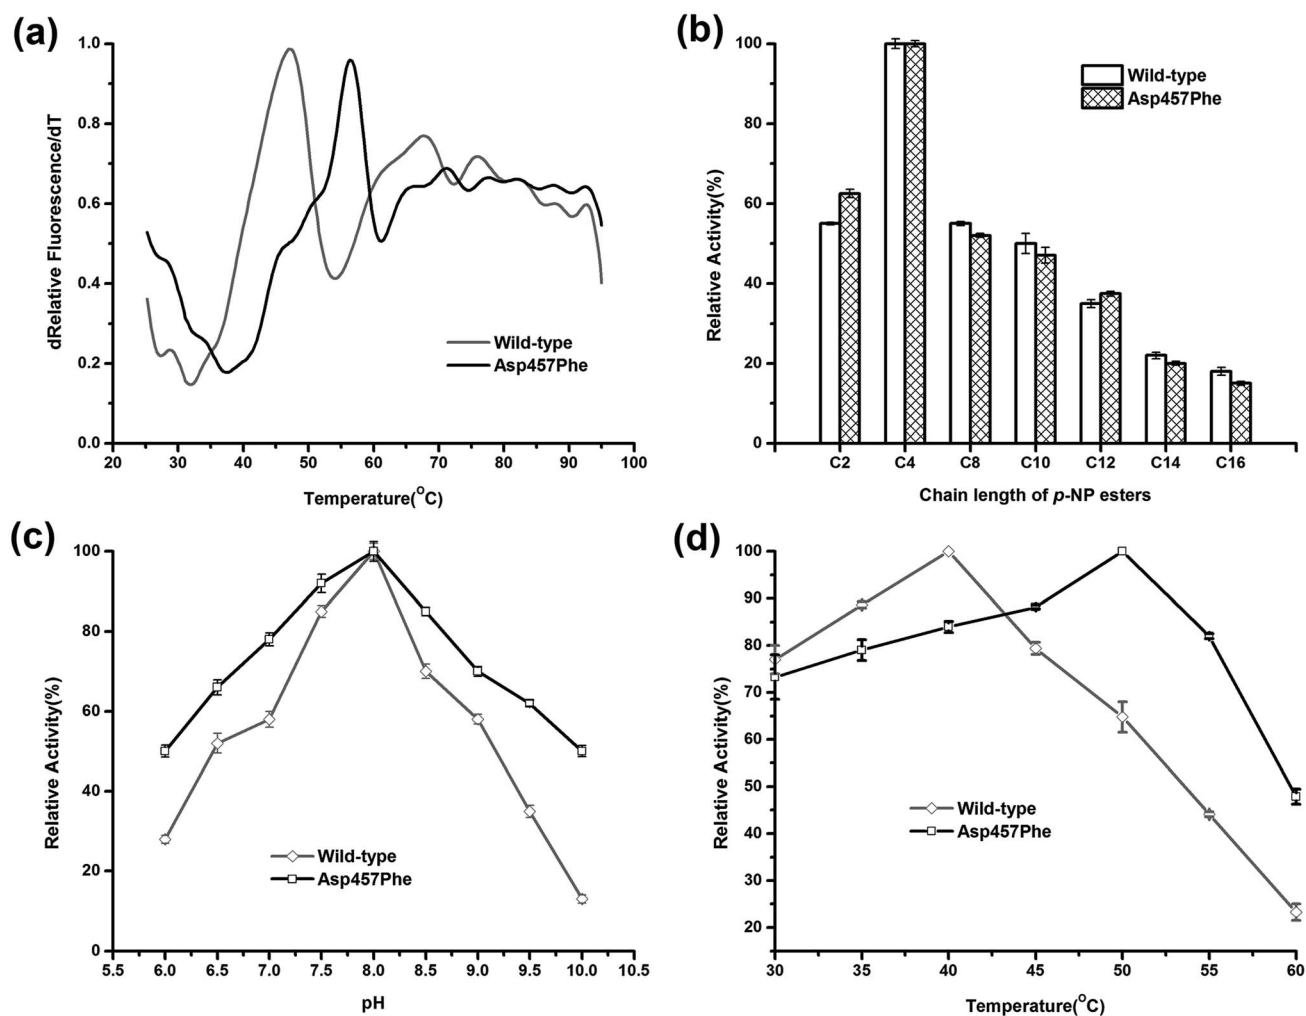 (a)
1.0
0.8
0.6
0.4
0.2
0.0
dRelative Fluorescence/dT
Wild-type
Asp457Phe
20 30 40 50 60 70 80 90 100
Temperature(°C)
(b)
100
80
60
40
20
0
Relative Activity(%)
Wild-type
Asp457Phe
C2 C4 C8 C10 C12 C14 C16
Chain length of p-NP esters
(c)
100
80
60
40
20
0
Relative Activity(%)
Wild-type
Asp457Phe
5.5 6.0 6.5 7.0 7.5 8.0 8.5 9.0 9.5 10.0 10.5
pH
(d)
100
90
80
70
60
50
40
30
20
Relative Activity(%)
Wild-type
Asp457Phe
30 35 40 45 50 55 60
Temperature(°C)